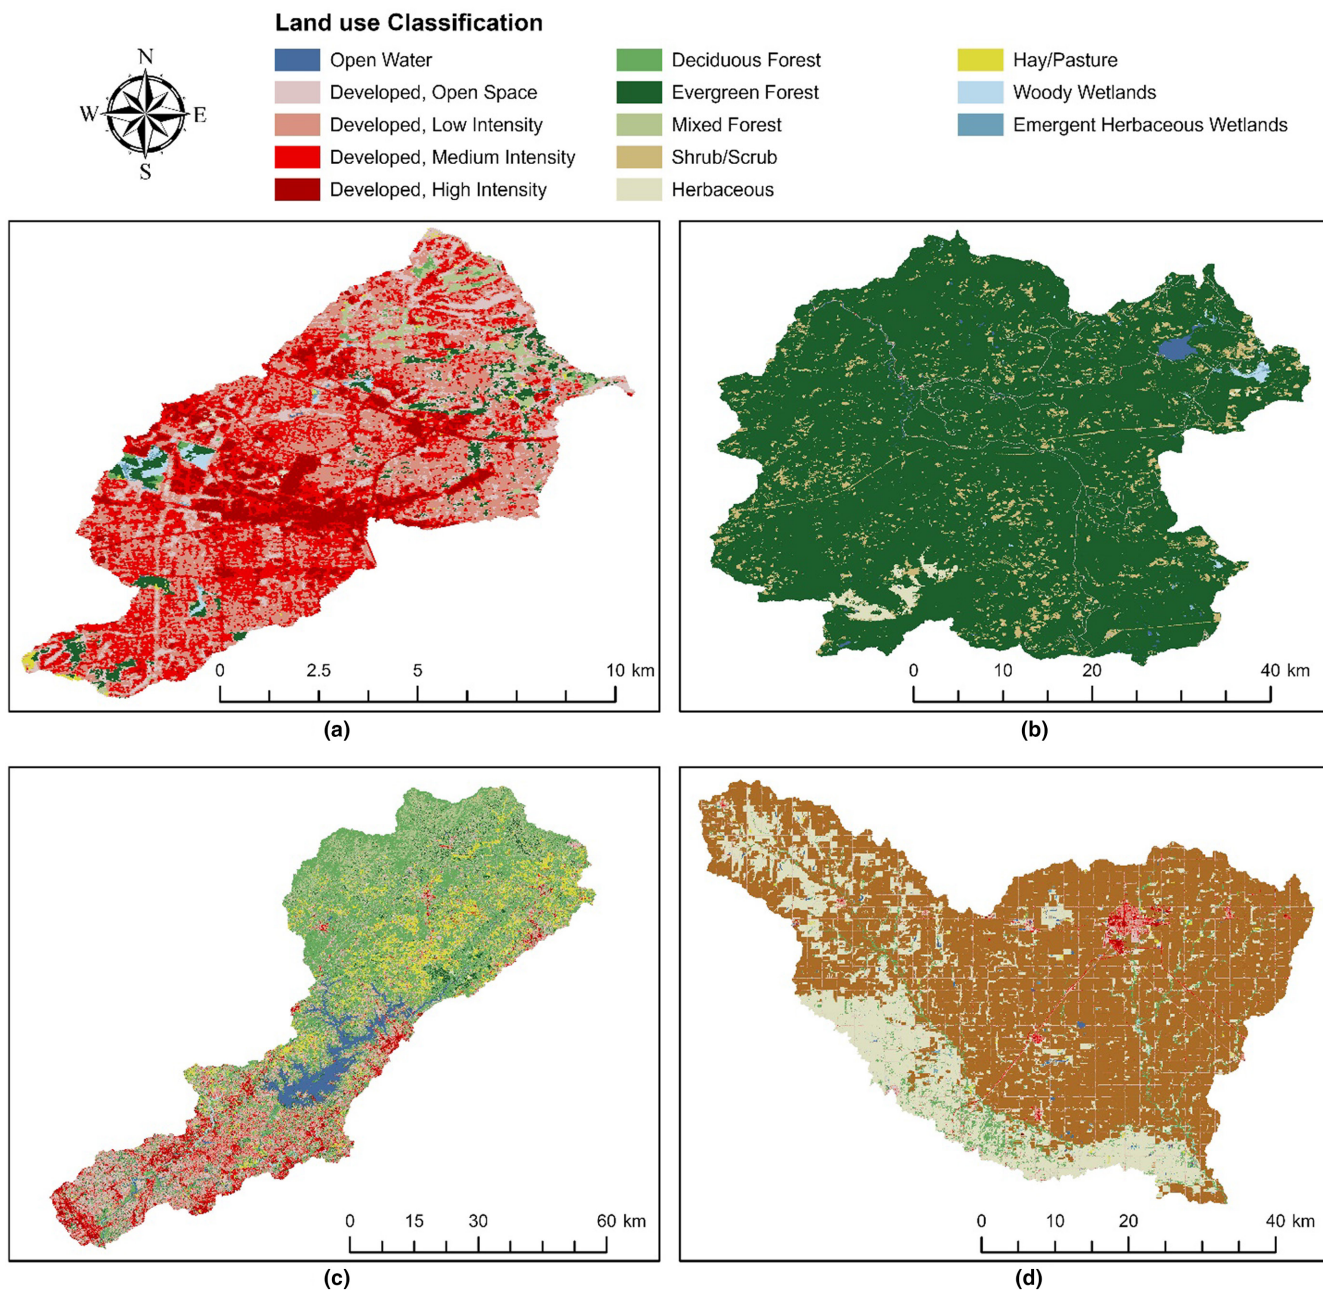 Land use Classification
N
W E
S
Open Water
Developed, Open Space
Developed, Low Intensity
Developed, Medium Intensity
Developed, High Intensity
Deciduous Forest
Evergreen Forest
Mixed Forest
Shrub/Scrub
Herbaceous
Hay/Pasture
Woody Wetlands
Emergent Herbaceous Wetlands
0 2.5 5 10 km
(a)
0 10 20 40 km
(b)
0 15 30 60 km
(c)
0 10 20 40 km
(d)